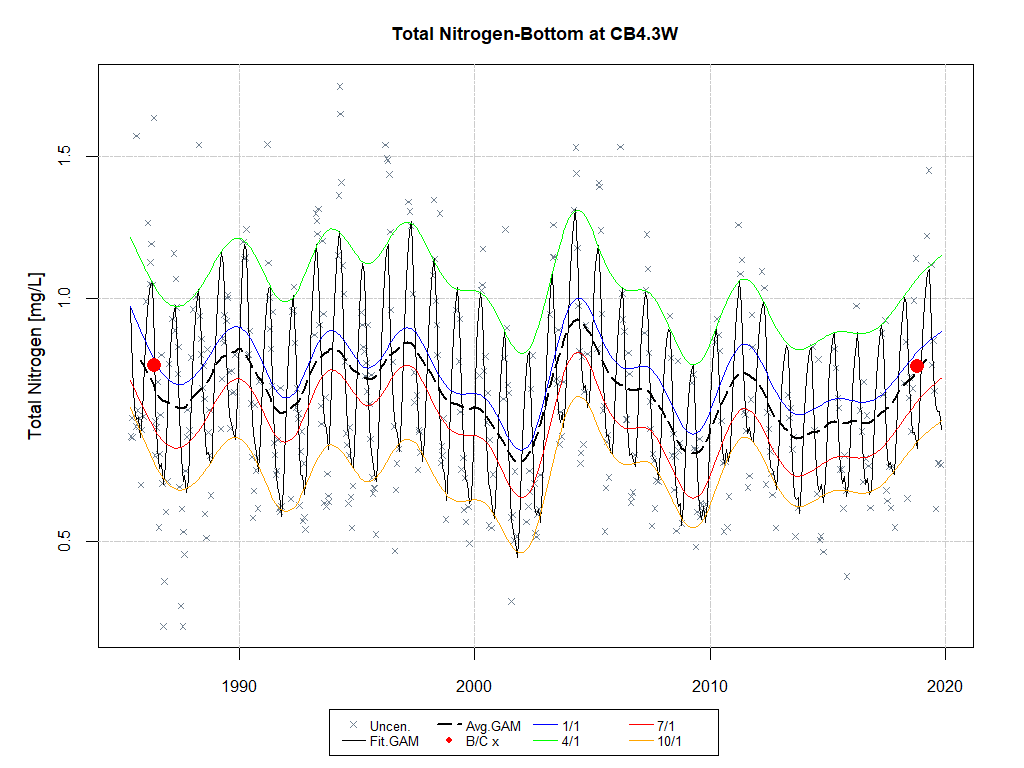 Total Nitrogen-Bottom at CB4.3W
Total Nitrogen [mg/L]
1.5
1.0
0.5
1990 2000 2010 2020
Uncen. Avg.GAM 1/1 7/1
Fit.GAM B/C x 4/1 10/1